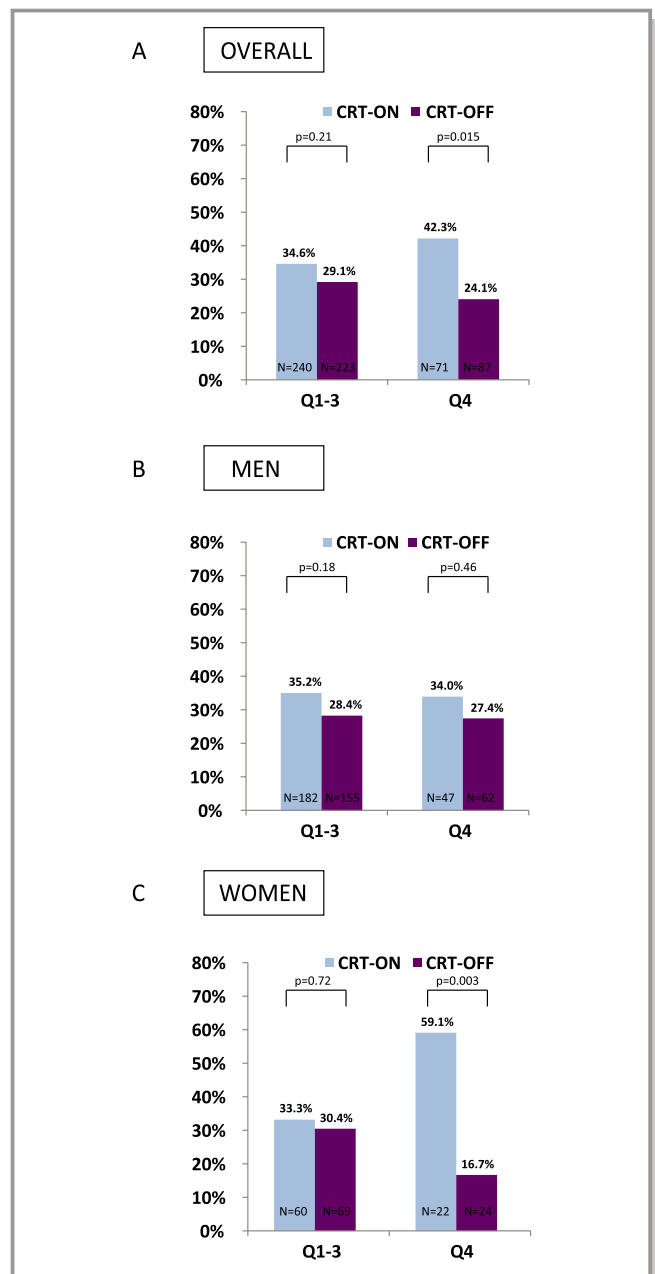 A OVERALL
CRT-ON CRT-OFF
80%
p=0.21 p=0.015
70%
60%
50%
42.3%
40%
34.6%
29.1%
30%
24.1%
20%
10%
N=240 N=223 N=71 N=87
0%
Q1-3 Q4
B MEN
CRT-ON CRT-OFF
80%
p=0.18 p=0.46
70%
60%
50%
40%
35.2% 34.0%
28.4% 27.4%
30%
20%
10%
N=182 N=155 N=47 N=62
0%
Q1-3 Q4
C WOMEN
CRT-ON CRT-OFF
80%
p=0.72 p=0.003
70%
59.1%
60%
50%
40%
33.3%
30.4%
30%
20%
16.7%
10%
N=60 N=69 N=22 N=24
0%
Q1-3 Q4